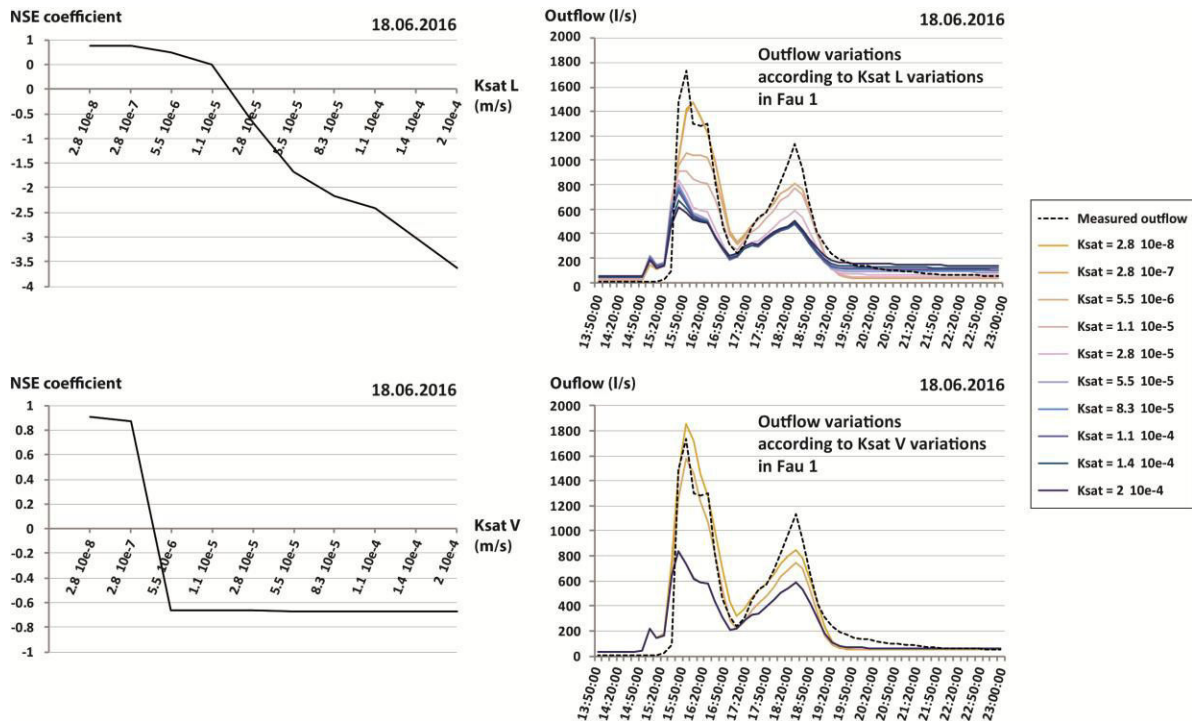 NSE coefficient
18.06.2016
1
0
0
-0.5
-1
-1.5
-2
-2.5
-3
-3.5
-4
2.8 10e-8
2.8 10e-7
5.5 10e-6
1.1 10e-5
2.8 10e-5
5.5 10e-5
8.3 10e-5
1.1 10e-4
1.4 10e-4
2 10e-4
Ksat L
(m/s)
Outflow (l/s)
18.06.2016
Outflow variations
according to Ksat L variations
in Fau 1
2000
1800
1600
1400
1200
1000
800
600
400
200
0
13:50:00
14:20:00
14:50:00
15:20:00
15:50:00
16:20:00
16:50:00
17:20:00
17:50:00
18:20:00
18:50:00
19:20:00
19:50:00
20:20:00
20:50:00
21:20:00
21:50:00
22:30:00
23:00:00
NSE coefficient
18.06.2016
1
0.8
0.6
0.4
0.2
0
-0.2
-0.4
-0.6
-0.8
-1
2.8 10e-8
2.8 10e-7
5.5 10e-6
1.1 10e-5
2.8 10e-5
5.5 10e-5
8.3 10e-5
1.1 10e-4
1.4 10e-4
2 10e-4
Ksat V
(m/s)
Ouflow (l/s)
18.06.2016
Outflow variations
according to Ksat V variations
in Fau 1
2000
1800
1600
1400
1200
1000
800
600
400
200
0
13:50:00
14:20:00
14:50:00
15:20:00
15:50:00
16:20:00
16:50:00
17:20:00
17:50:00
18:20:00
18:50:00
19:20:00
19:50:00
20:20:00
20:50:00
21:20:00
21:50:00
22:30:00
23:00:00
Measured outflow
Ksat = 2.8 10e-8
Ksat = 2.8 10e-7
Ksat = 5.5 10e-6
Ksat = 1.1 10e-5
Ksat = 2.8 10e-5
Ksat = 5.5 10e-5
Ksat = 8.3 10e-5
Ksat = 1.1 10e-4
Ksat = 1.4 10e-4
Ksat = 2 10e-4